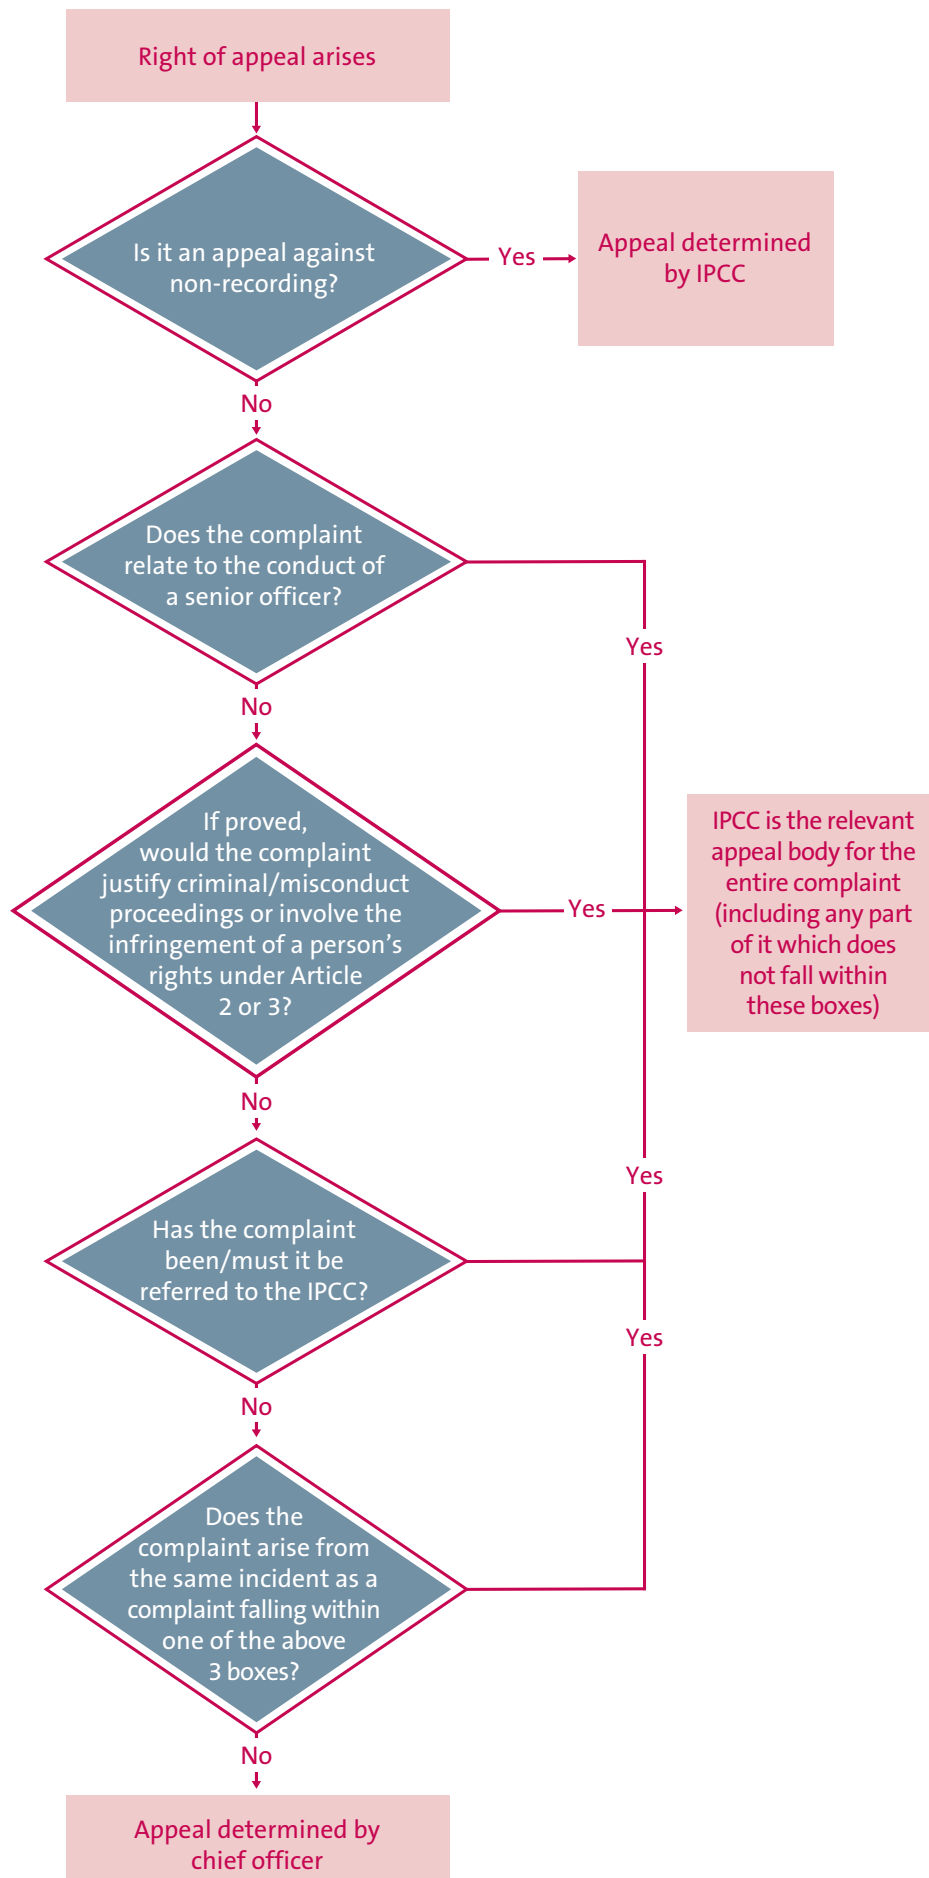 Right of appeal arises
Is it an appeal against
non-recording?
Yes
Appeal determined
by IPCC
No
Does the complaint
relate to the conduct of
a senior officer?
Yes
No
If proved,
would the complaint
justify criminal/misconduct
proceedings or involve the
infringement of a person’s
rights under Article
2 or 3?
Yes
IPCC is the relevant
appeal body for the
entire complaint
(including any part
of it which does
not fall within
these boxes)
No
Has the complaint
been/must it be
referred to the IPCC?
Yes
No
Does the
complaint arise from
the same incident as a
complaint falling within
one of the above
3 boxes?
Yes
No
Appeal determined by
chief officer